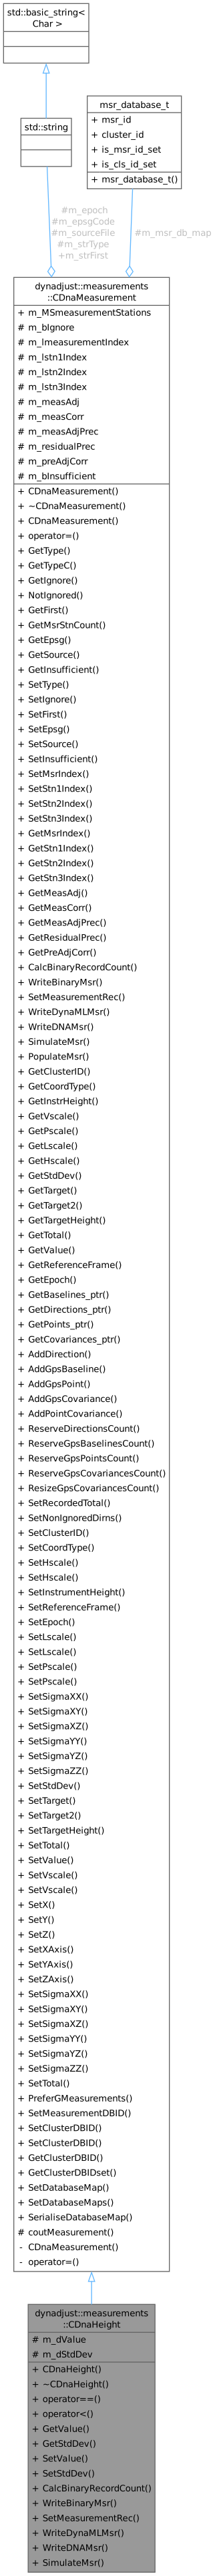 std::basic_string<
Char >
std::string
msr_database_t
+ msr_id
+ cluster_id
+ is_msr_id_set
+ is_cls_id_set
+ msr_database_t()
#m_epoch
#m_epsgCode
#m_sourceFile
#m_strType
+m_strFirst
#m_msr_db_map
dynadjust::measurements
::CDnaMeasurement
+ m_MSmeasurementStations
# m_bIgnore
# m_lmeasurementIndex
# m_lstn1Index
# m_lstn2Index
# m_lstn3Index
# m_measAdj
# m_measCorr
# m_measAdjPrec
# m_residualPrec
# m_preAdjCorr
# m_bInsufficient
+ CDnaMeasurement()
+ ~CDnaMeasurement()
+ CDnaMeasurement()
+ operator=()
+ GetType()
+ GetTypeC()
+ GetIgnore()
+ NotIgnored()
+ GetFirst()
+ GetMsrStnCount()
+ GetEpsg()
+ GetSource()
+ GetInsufficient()
+ SetType()
+ SetIgnore()
+ SetFirst()
+ SetEpsg()
+ SetSource()
+ SetInsufficient()
+ SetMsrIndex()
+ SetStn1Index()
+ SetStn2Index()
+ SetStn3Index()
+ GetMsrIndex()
+ GetStn1Index()
+ GetStn2Index()
+ GetStn3Index()
+ GetMeasAdj()
+ GetMeasCorr()
+ GetMeasAdjPrec()
+ GetResidualPrec()
+ GetPreAdjCorr()
+ CalcBinaryRecordCount()
+ WriteBinaryMsr()
+ SetMeasurementRec()
+ WriteDynaMLMsr()
+ WriteDNAMsr()
+ SimulateMsr()
+ PopulateMsr()
+ GetClusterID()
+ GetCoordType()
+ GetInstrHeight()
+ GetVscale()
+ GetPscale()
+ GetLscale()
+ GetHscale()
+ GetStdDev()
+ GetTarget()
+ GetTarget2()
+ GetTargetHeight()
+ GetTotal()
+ GetValue()
+ GetReferenceFrame()
+ GetEpoch()
+ GetBaselines_ptr()
+ GetDirections_ptr()
+ GetPoints_ptr()
+ GetCovariances_ptr()
+ AddDirection()
+ AddGpsBaseline()
+ AddGpsPoint()
+ AddGpsCovariance()
+ AddPointCovariance()
+ ReserveDirectionsCount()
+ ReserveGpsBaselinesCount()
+ ReserveGpsPointsCount()
+ ReserveGpsCovariancesCount()
+ ResizeGpsCovariancesCount()
+ SetRecordedTotal()
+ SetNonIgnoredDirns()
+ SetClusterID()
+ SetCoordType()
+ SetHscale()
+ SetHscale()
+ SetInstrumentHeight()
+ SetReferenceFrame()
+ SetEpoch()
+ SetLscale()
+ SetLscale()
+ SetPscale()
+ SetPscale()
+ SetSigmaXX()
+ SetSigmaXY()
+ SetSigmaXZ()
+ SetSigmaYY()
+ SetSigmaYZ()
+ SetSigmaZZ()
+ SetStdDev()
+ SetTarget()
+ SetTarget2()
+ SetTargetHeight()
+ SetTotal()
+ SetValue()
+ SetVscale()
+ SetVscale()
+ SetX()
+ SetY()
+ SetZ()
+ SetXAxis()
+ SetYAxis()
+ SetZAxis()
+ SetSigmaXX()
+ SetSigmaXY()
+ SetSigmaXZ()
+ SetSigmaYY()
+ SetSigmaYZ()
+ SetSigmaZZ()
+ SetTotal()
+ PreferGMeasurements()
+ SetMeasurementDBID()
+ SetClusterDBID()
+ SetClusterDBID()
+ GetClusterDBID()
+ GetClusterDBIDset()
+ SetDatabaseMap()
+ SetDatabaseMaps()
+ SerialiseDatabaseMap()
# coutMeasurement()
- CDnaMeasurement()
- operator=()
dynadjust::measurements
::CDnaHeight
# m_dValue
# m_dStdDev
+ CDnaHeight()
+ ~CDnaHeight()
+ operator==()
+ operator<()
+ GetValue()
+ GetStdDev()
+ SetValue()
+ SetStdDev()
+ CalcBinaryRecordCount()
+ WriteBinaryMsr()
+ SetMeasurementRec()
+ WriteDynaMLMsr()
+ WriteDNAMsr()
+ SimulateMsr()